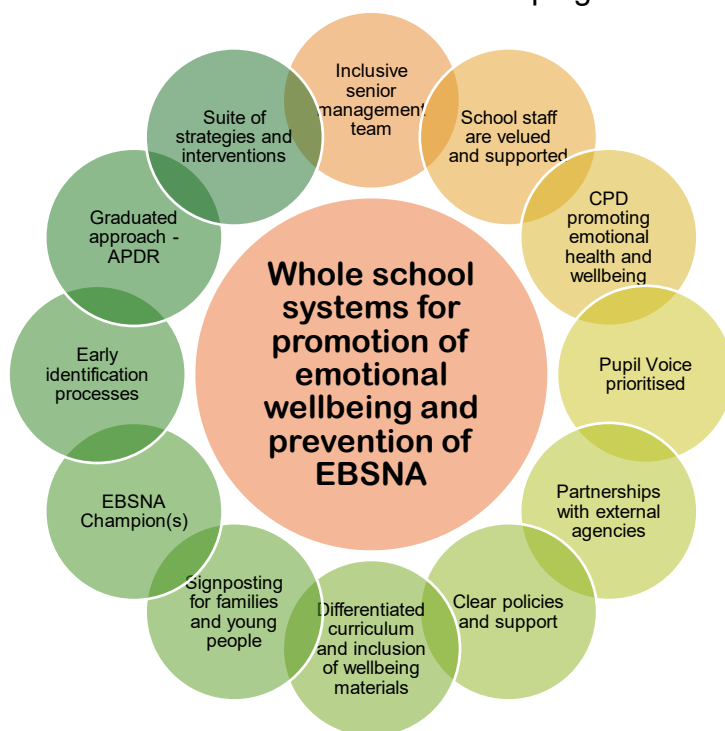 Inclusive
senior
management
team
School staff
are velued
and supported
CPD
promoting
emotional
health and
wellbeing
Pupil Voice
prioritised
Partnerships
with external
agencies
Clear policies
and support
Differentiated
curriculum
and inclusion
of wellbeing
materials
Signposting
for families
and young
people
EBSNA
Champion(s)
Early
identification
processes
Graduated
approach -
APDR
Suite of
strategies and
interventions
Whole school
systems for
promotion of
emotional
wellbeing and
prevention of
EBSNA